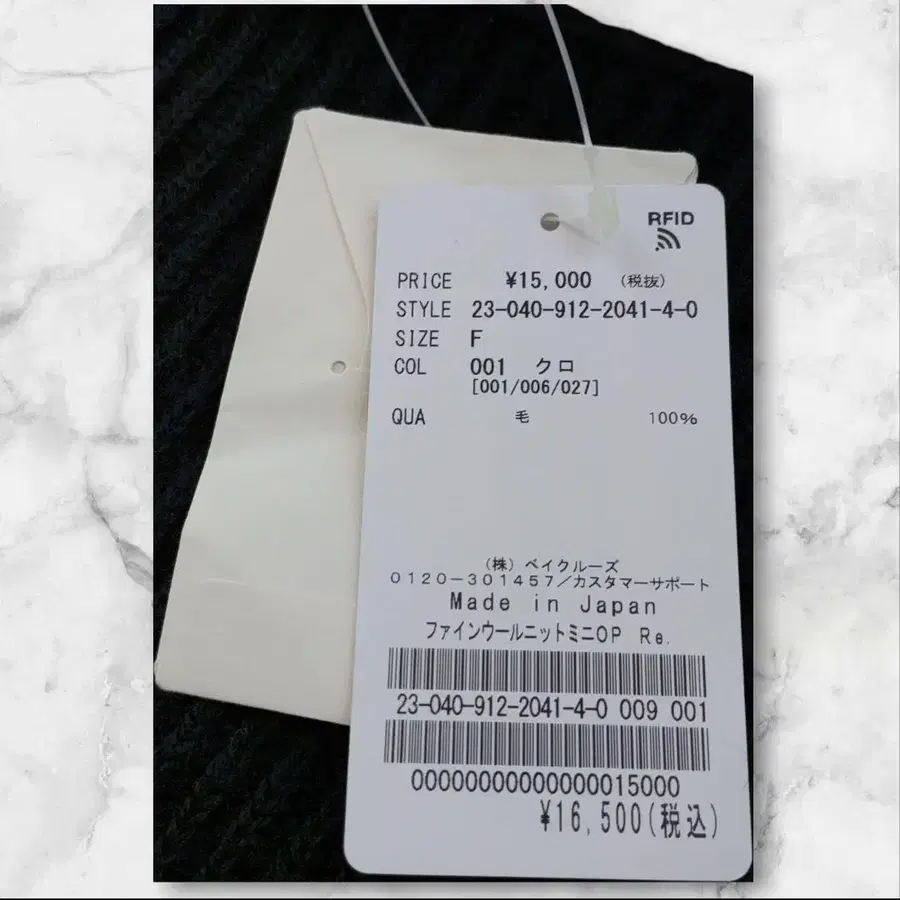 RFID
PRICE ¥15,000 (税抜)
STYLE 23-040-912-2041-4-0
SIZE F
COL 001 クロ
[001/006/027]
QUA 毛 100%
(株) ベイクルーズ
0120-301457/カスタマーサポート
Made in Japan
ファインウールニットミニOP Re.
23-040-912-2041-4-0 009 001
000000000000000015000
¥16,500(税込)